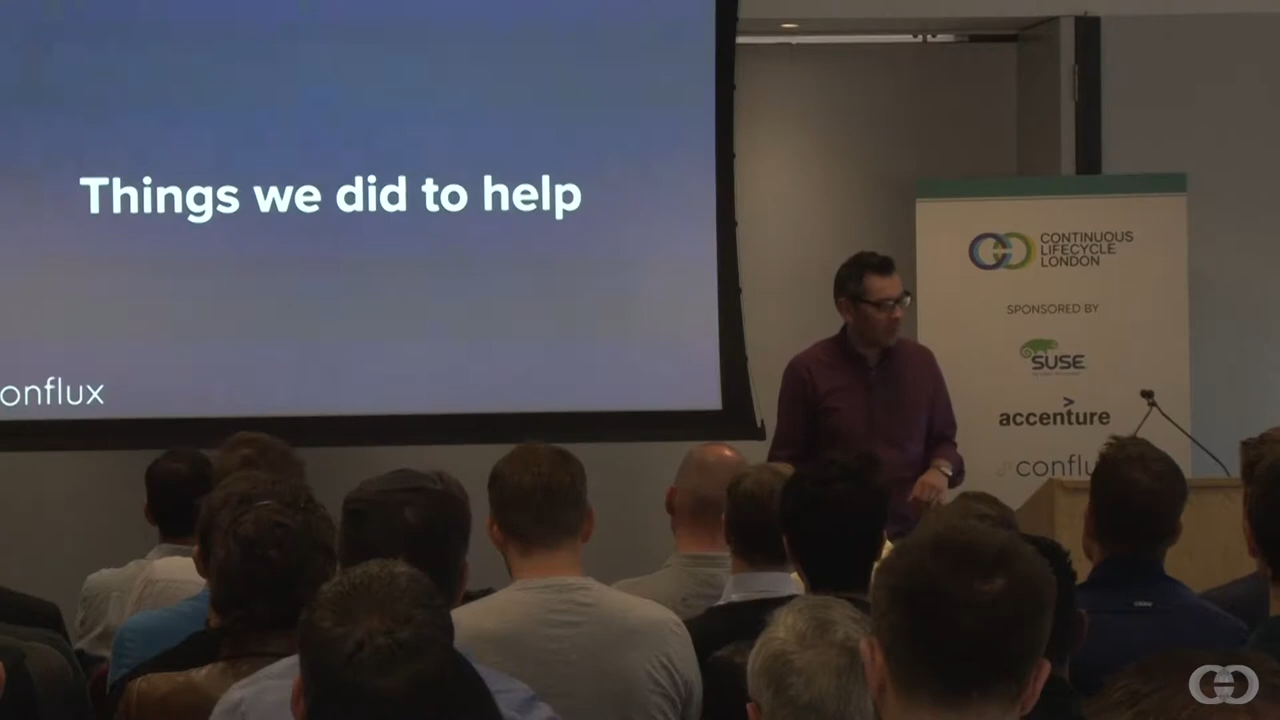 Things we did to help
onflux
CONTINUOUS
LIFECYCLE
LONDON
SPONSORED BY
SUSE
accenture
conflu